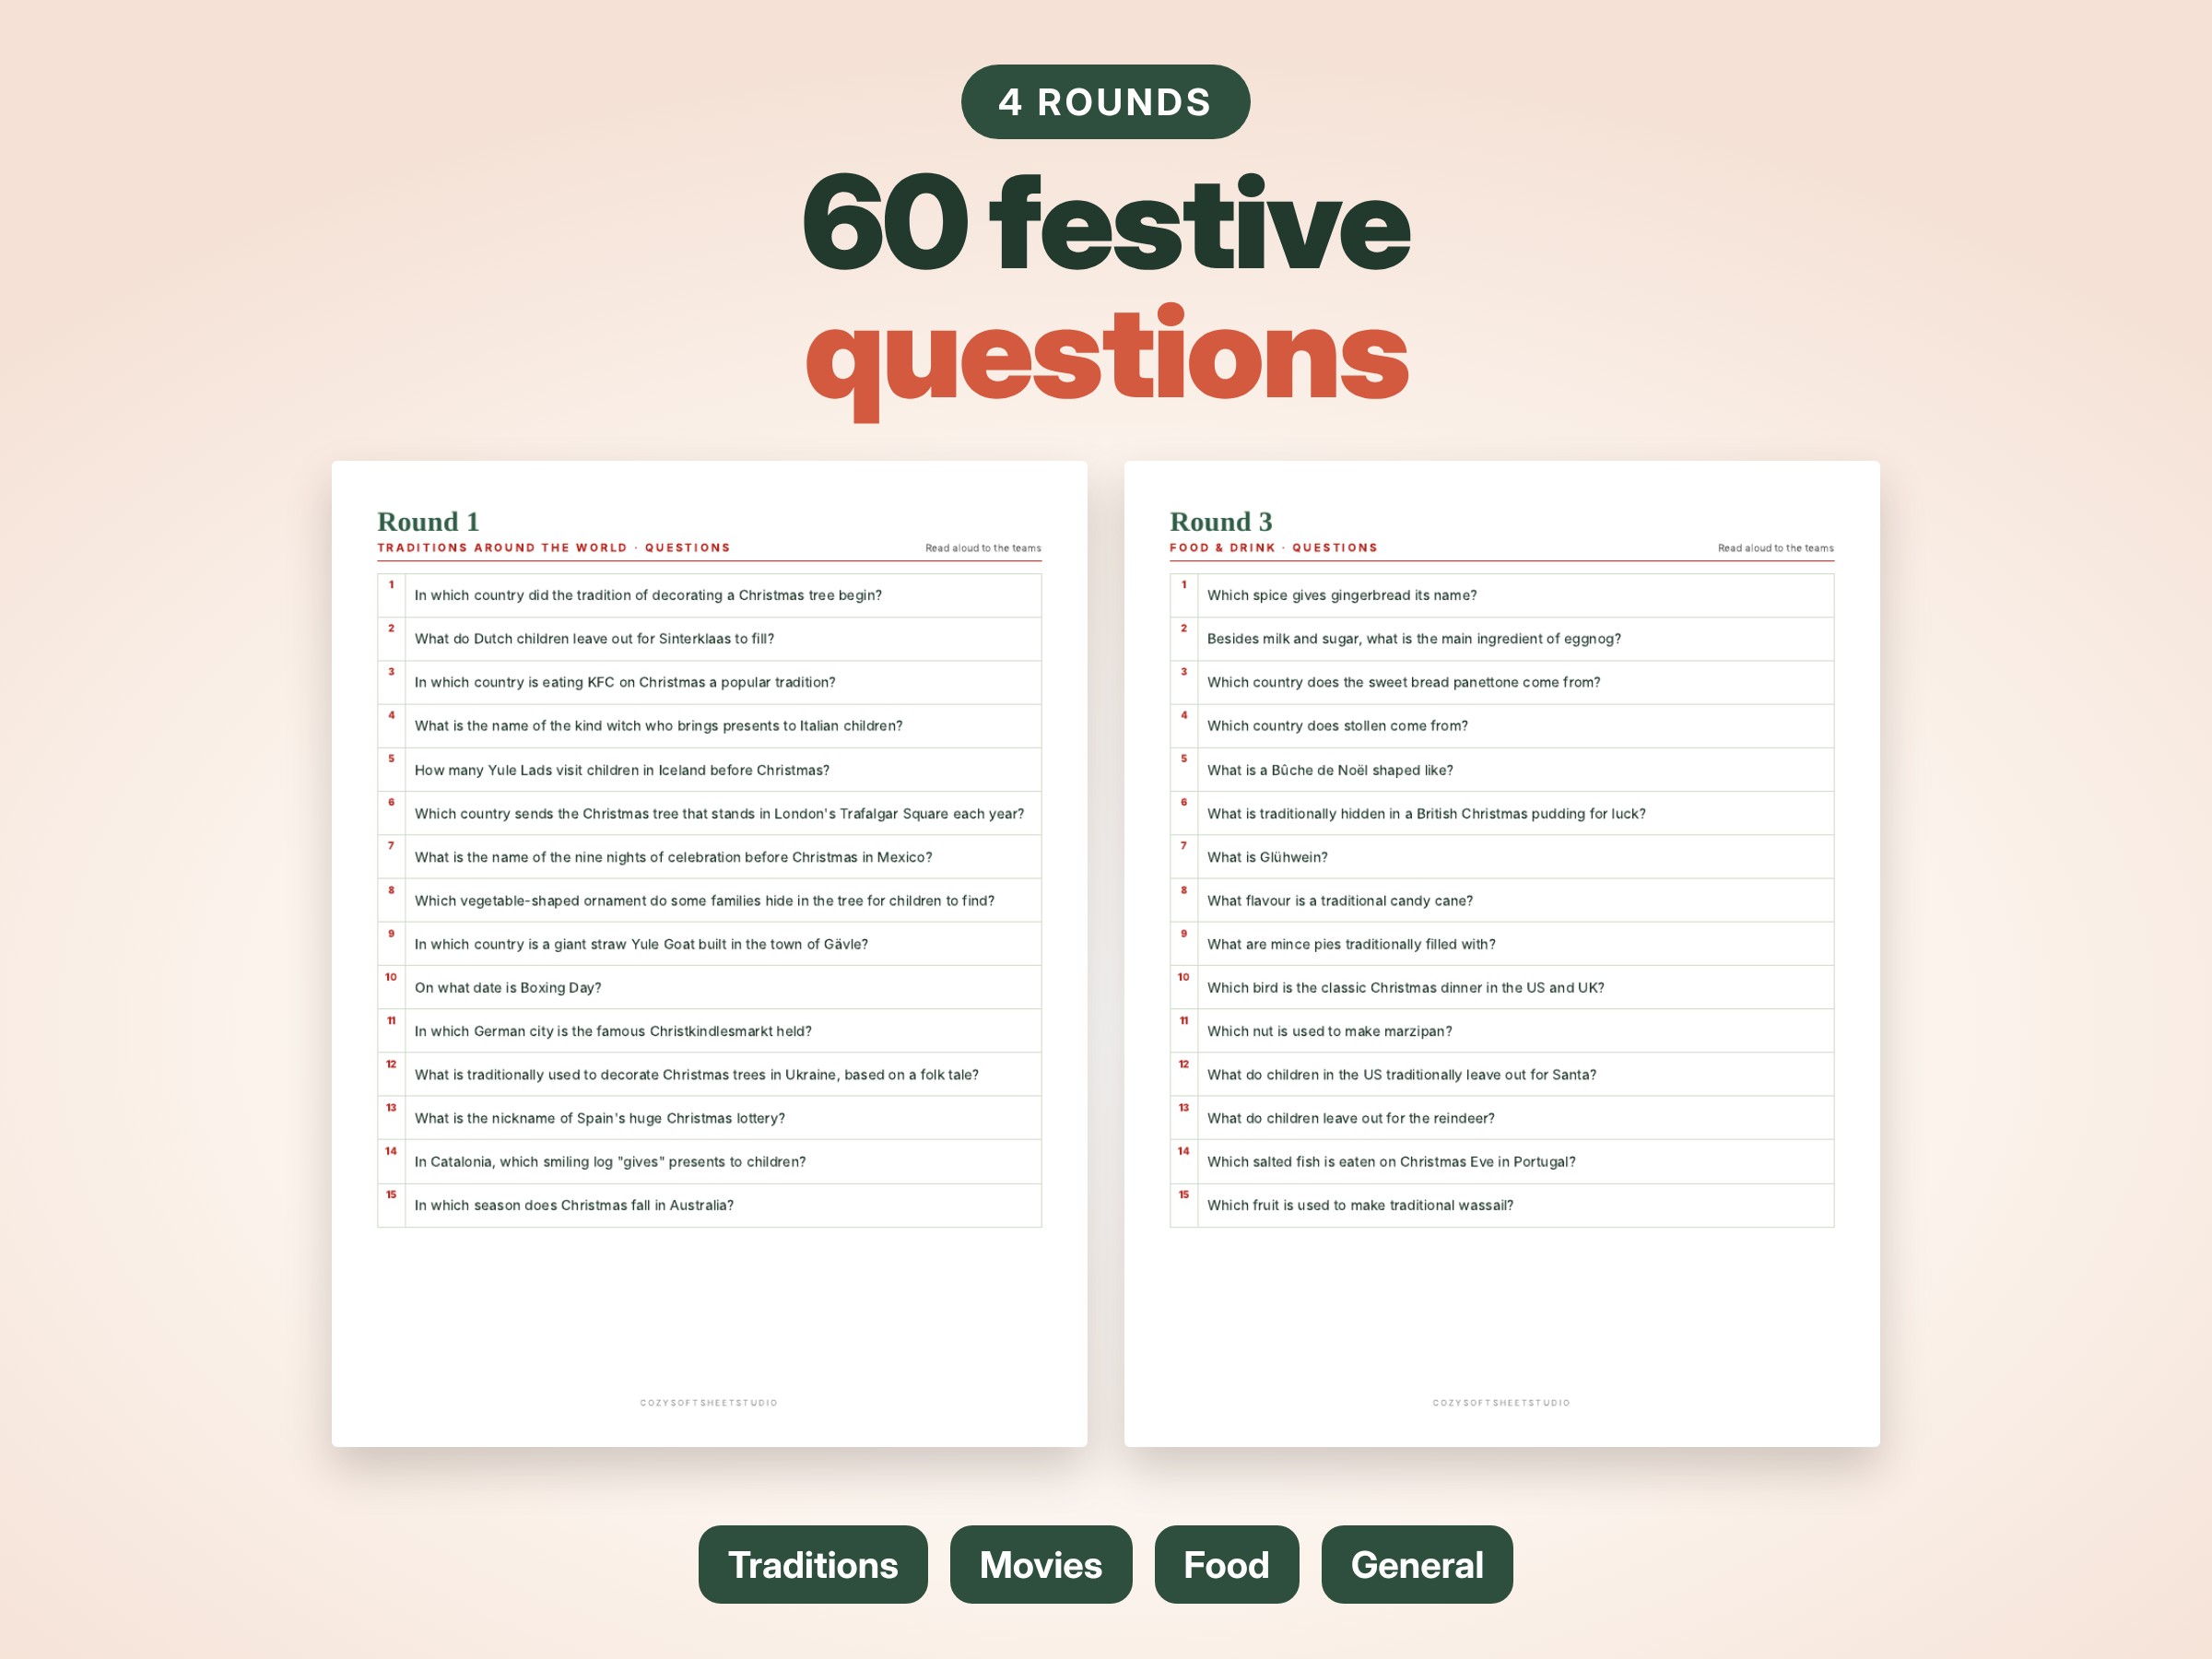 4 ROUNDS
60 festive
questions
Round 1
TRADITIONS AROUND THE WORLD · QUESTIONS
Read aloud to the teams
1 In which country did the tradition of decorating a Christmas tree begin?
2 What do Dutch children leave out for Sinterklaas to fill?
3 In which country is eating KFC on Christmas a popular tradition?
4 What is the name of the kind witch who brings presents to Italian children?
5 How many Yule Lads visit children in Iceland before Christmas?
6 Which country sends the Christmas tree that stands in London's Trafalgar Square each year?
7 What is the name of the nine nights of celebration before Christmas in Mexico?
8 Which vegetable-shaped ornament do some families hide in the tree for children to find?
9 In which country is a giant straw Yule Goat built in the town of Gävle?
10 On what date is Boxing Day?
11 In which German city is the famous Christkindlesmarkt held?
12 What is traditionally used to decorate Christmas trees in Ukraine, based on a folk tale?
13 What is the nickname of Spain's huge Christmas lottery?
14 In Catalonia, which smiling log "gives" presents to children?
15 In which season does Christmas fall in Australia?
COZYSOFTSHEETSTUDIO
Round 3
FOOD & DRINK · QUESTIONS
Read aloud to the teams
1 Which spice gives gingerbread its name?
2 Besides milk and sugar, what is the main ingredient of eggnog?
3 Which country does the sweet bread panettone come from?
4 Which country does stollen come from?
5 What is a Bûche de Noël shaped like?
6 What is traditionally hidden in a British Christmas pudding for luck?
7 What is Glühwein?
8 What flavour is a traditional candy cane?
9 What are mince pies traditionally filled with?
10 Which bird is the classic Christmas dinner in the US and UK?
11 Which nut is used to make marzipan?
12 What do children in the US traditionally leave out for Santa?
13 What do children leave out for the reindeer?
14 Which salted fish is eaten on Christmas Eve in Portugal?
15 Which fruit is used to make traditional wassail?
COZYSOFTSHEETSTUDIO
Traditions
Movies
Food
General